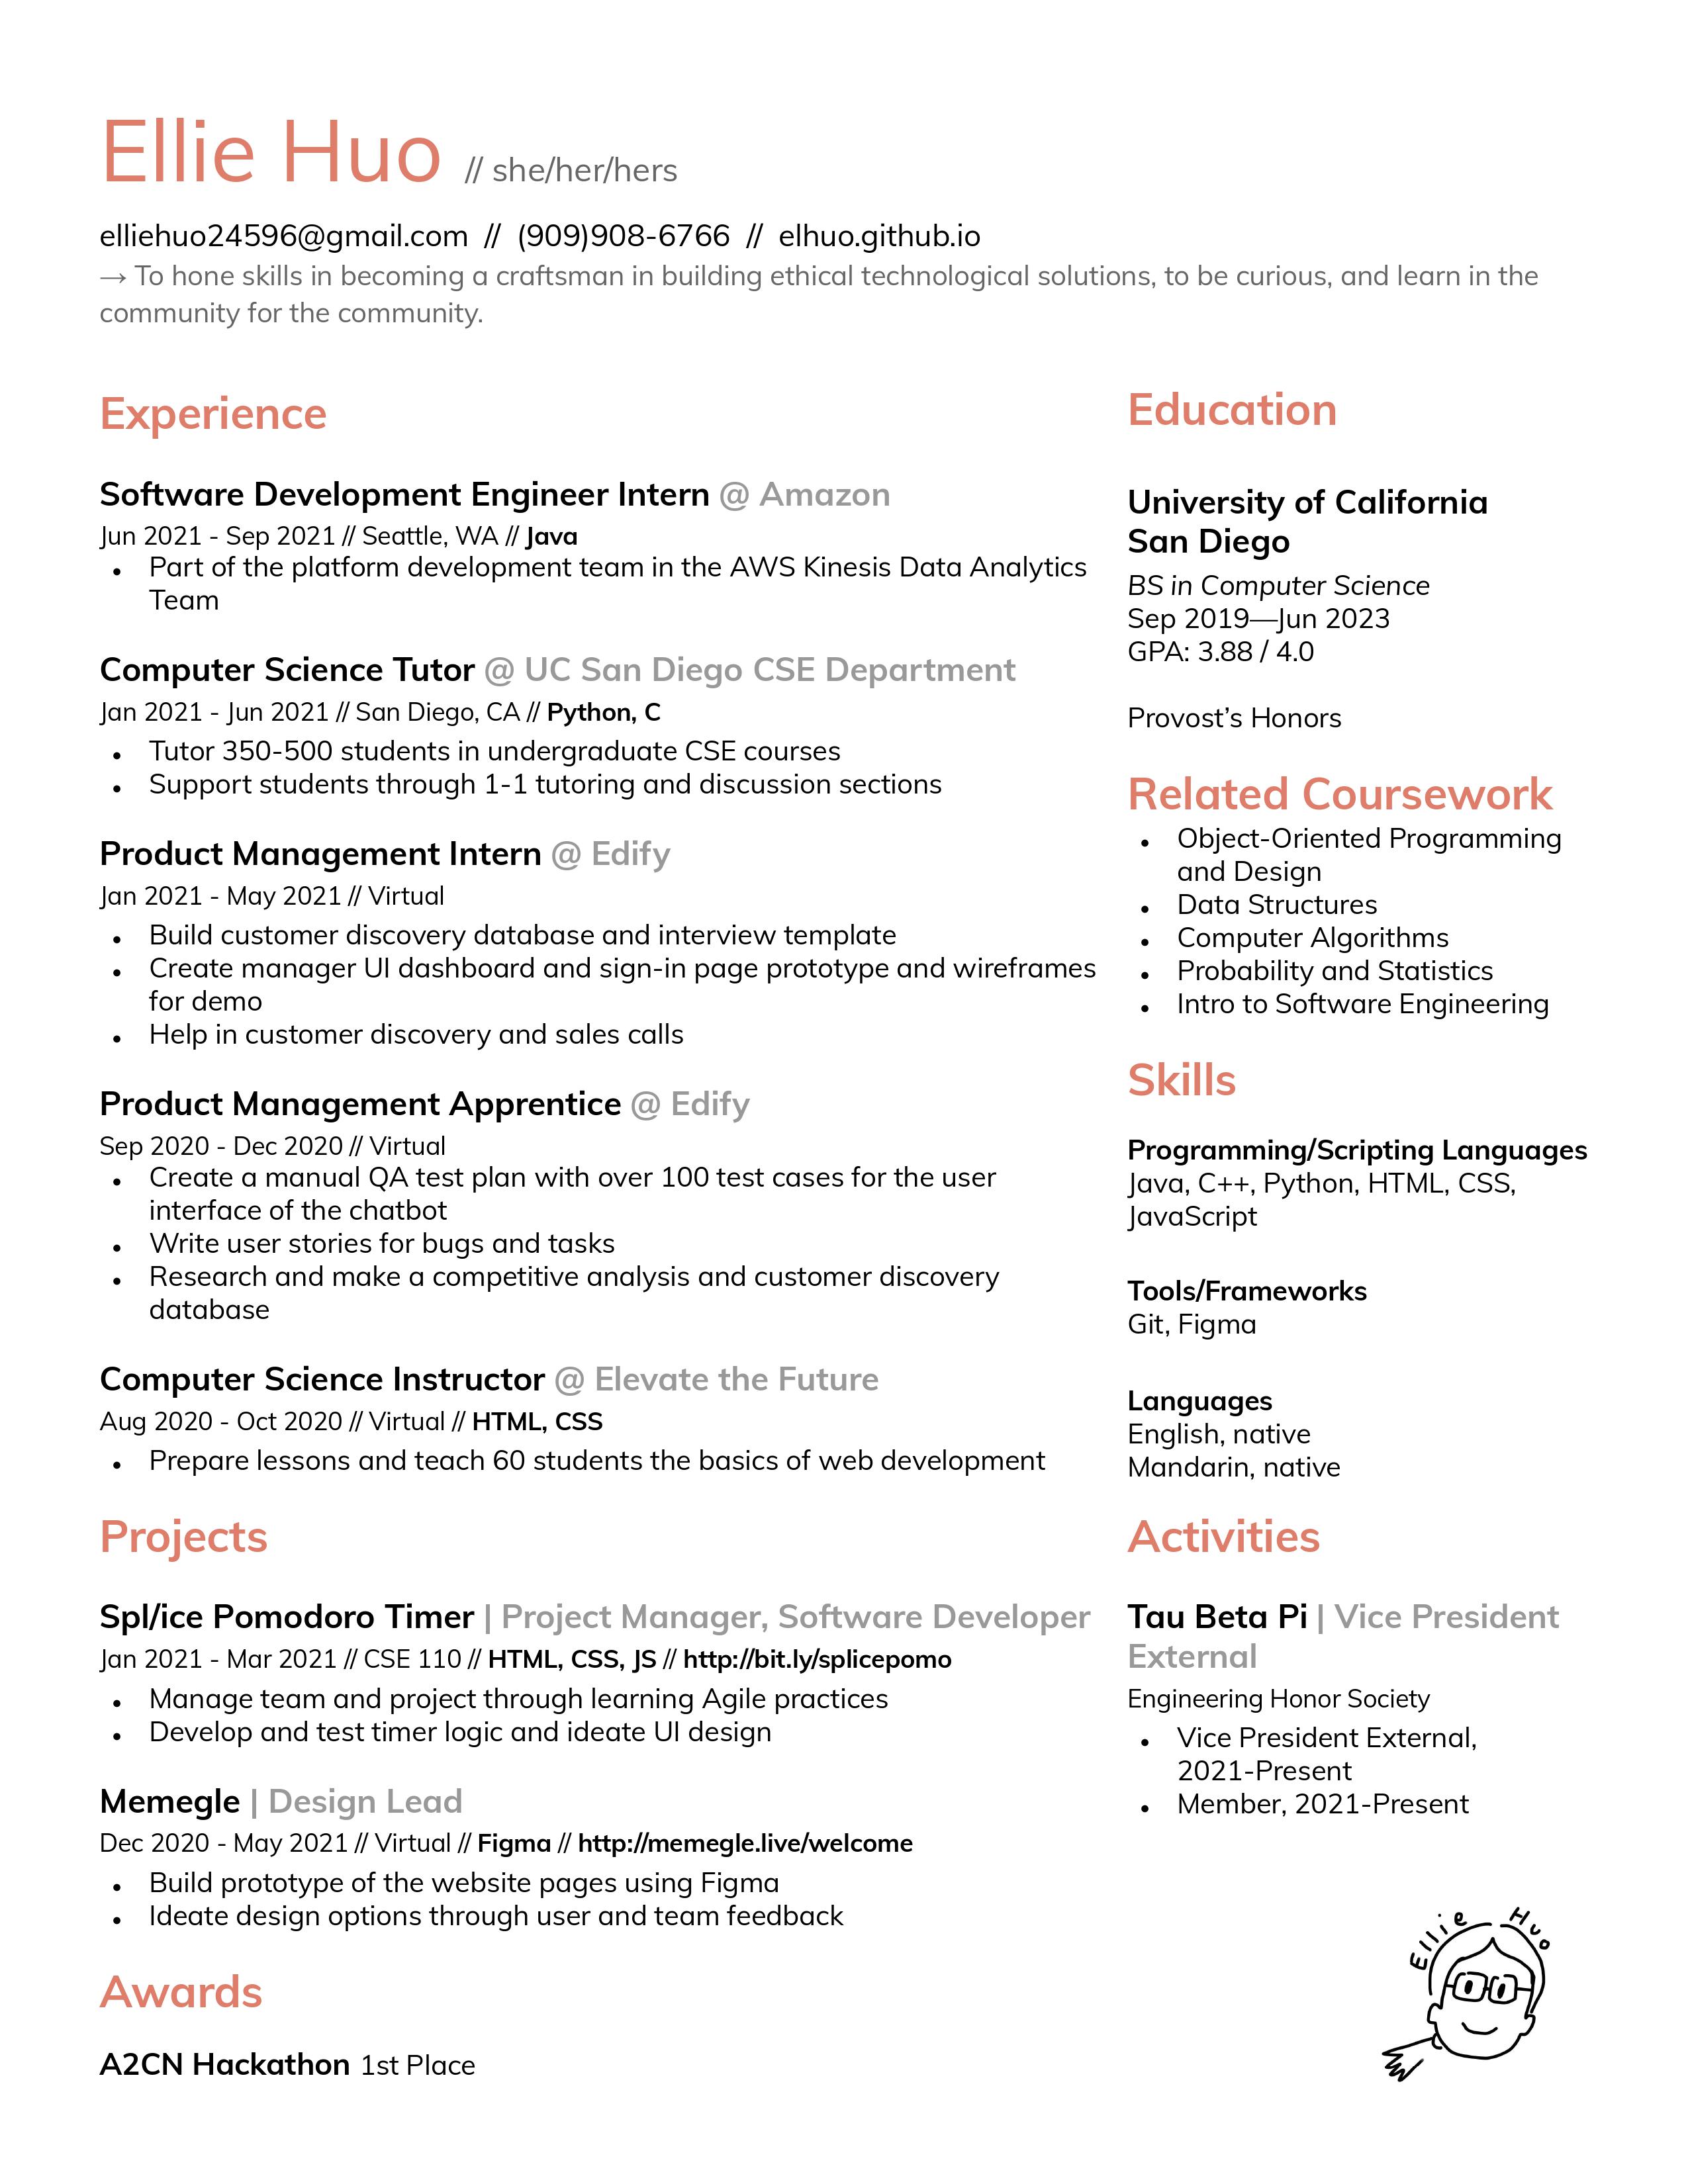 Ellie Huo // she/her/hers
elliehuo24596@gmail.com // (909)908-6766 // elhuo.github.io
→ To hone skills in becoming a craftsman in building ethical technological solutions, to be curious, and learn in the
community for the community.
Experience
Software Development Engineer Intern @ Amazon
Jun 2021 - Sep 2021 // Seattle, WA // Java
• Part of the platform development team in the AWS Kinesis Data Analytics
Team
Computer Science Tutor @ UC San Diego CSE Department
Jan 2021 - Jun 2021 // San Diego, CA // Python, C
• Tutor 350-500 students in undergraduate CSE courses
• Support students through 1-1 tutoring and discussion sections
Product Management Intern @ Edify
Jan 2021 - May 2021 // Virtual
• Build customer discovery database and interview template
• Create manager UI dashboard and sign-in page prototype and wireframes
for demo
• Help in customer discovery and sales calls
Product Management Apprentice @ Edify
Sep 2020 - Dec 2020 // Virtual
• Create a manual QA test plan with over 100 test cases for the user
interface of the chatbot
• Write user stories for bugs and tasks
• Research and make a competitive analysis and customer discovery
database
Computer Science Instructor @ Elevate the Future
Aug 2020 - Oct 2020 // Virtual // HTML, CSS
• Prepare lessons and teach 60 students the basics of web development
Projects
Spl/ice Pomodoro Timer | Project Manager, Software Developer
Jan 2021 - Mar 2021 // CSE 110 // HTML, CSS, JS // http://bit.ly/splicepomo
• Manage team and project through learning Agile practices
• Develop and test timer logic and ideate UI design
Memegle | Design Lead
Dec 2020 - May 2021 // Virtual // Figma // http://memegle.live/welcome
• Build prototype of the website pages using Figma
• Ideate design options through user and team feedback
Awards
A2CN Hackathon 1st Place
Education
University of California
San Diego
BS in Computer Science
Sep 2019—Jun 2023
GPA: 3.88 / 4.0
Provost’s Honors
Related Coursework
• Object-Oriented Programming
and Design
• Data Structures
• Computer Algorithms
• Probability and Statistics
• Intro to Software Engineering
Skills
Programming/Scripting Languages
Java, C++, Python, HTML, CSS,
JavaScript
Tools/Frameworks
Git, Figma
Languages
English, native
Mandarin, native
Activities
Tau Beta Pi | Vice President
External
Engineering Honor Society
• Vice President External,
2021-Present
• Member, 2021-Present
Ellie Huo